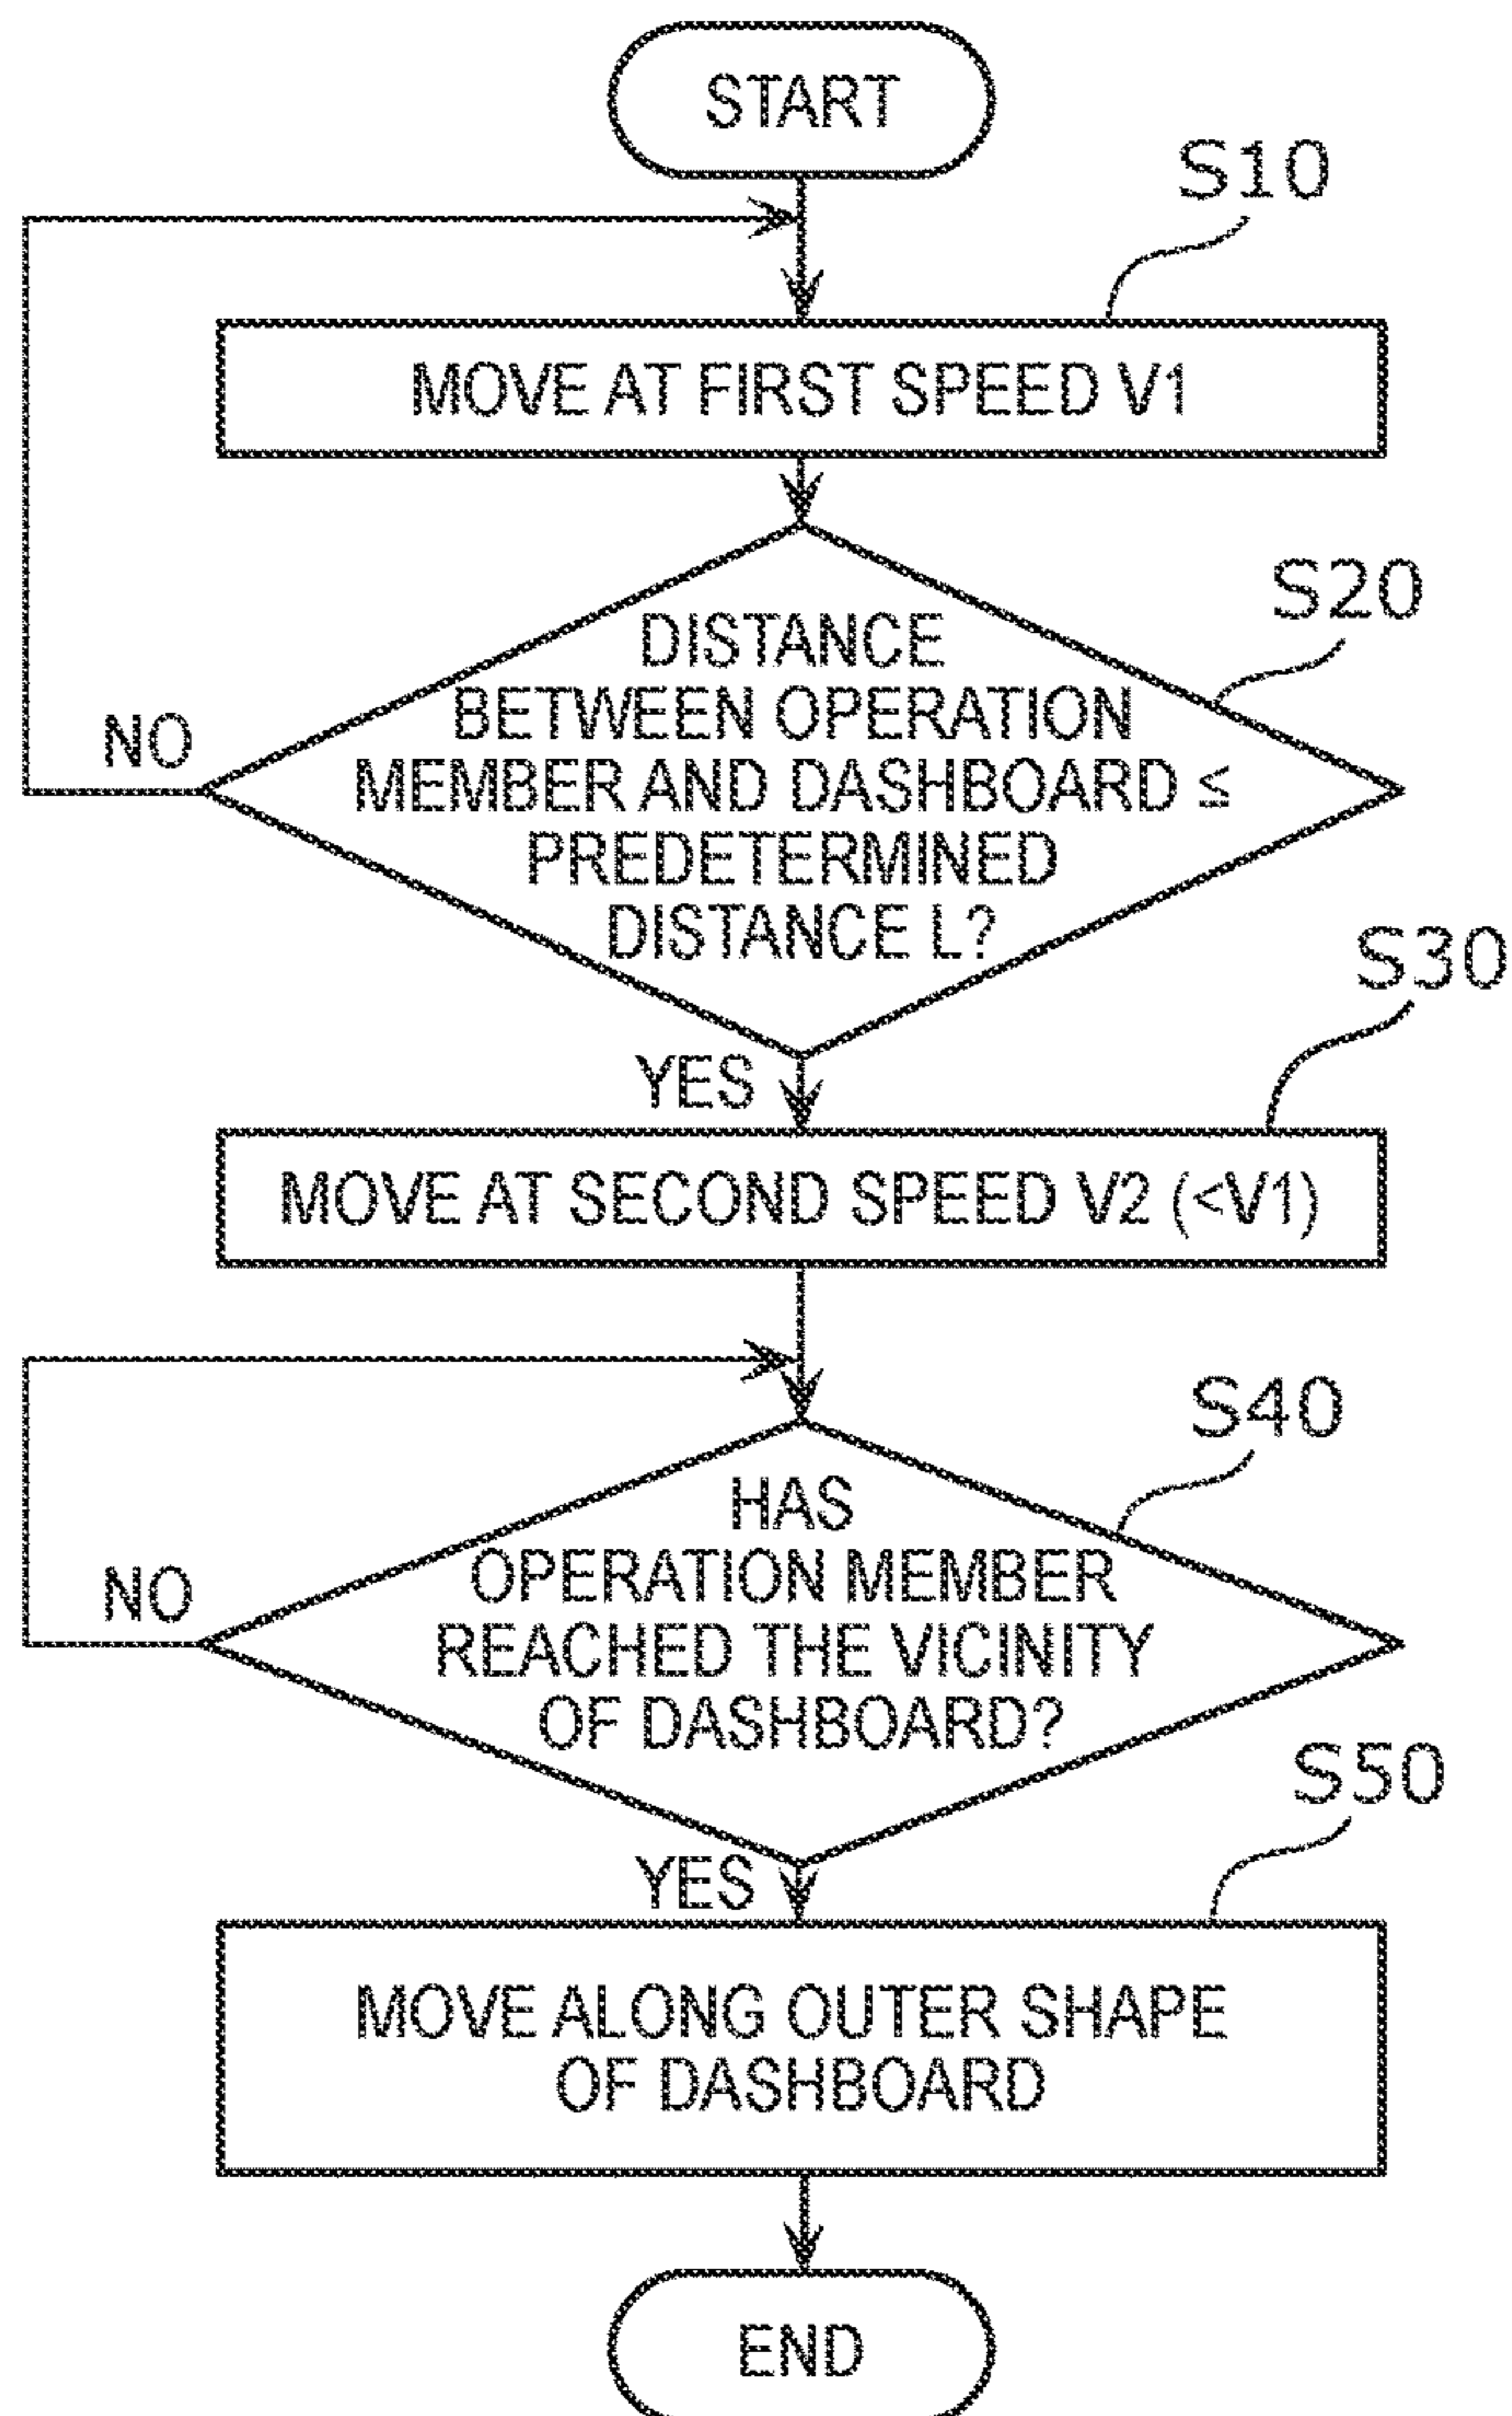 START
S10
MOVE AT FIRST SPEED V1
S20
DISTANCE
BETWEEN OPERATION
MEMBER AND DASHBOARD ≤
PREDETERMINED
DISTANCE L?
NO
S30
YES
MOVE AT SECOND SPEED V2 (<V1)
S40
HAS
OPERATION MEMBER
REACHED THE VICINITY
OF DASHBOARD?
NO
S50
YES
MOVE ALONG OUTER SHAPE
OF DASHBOARD
END